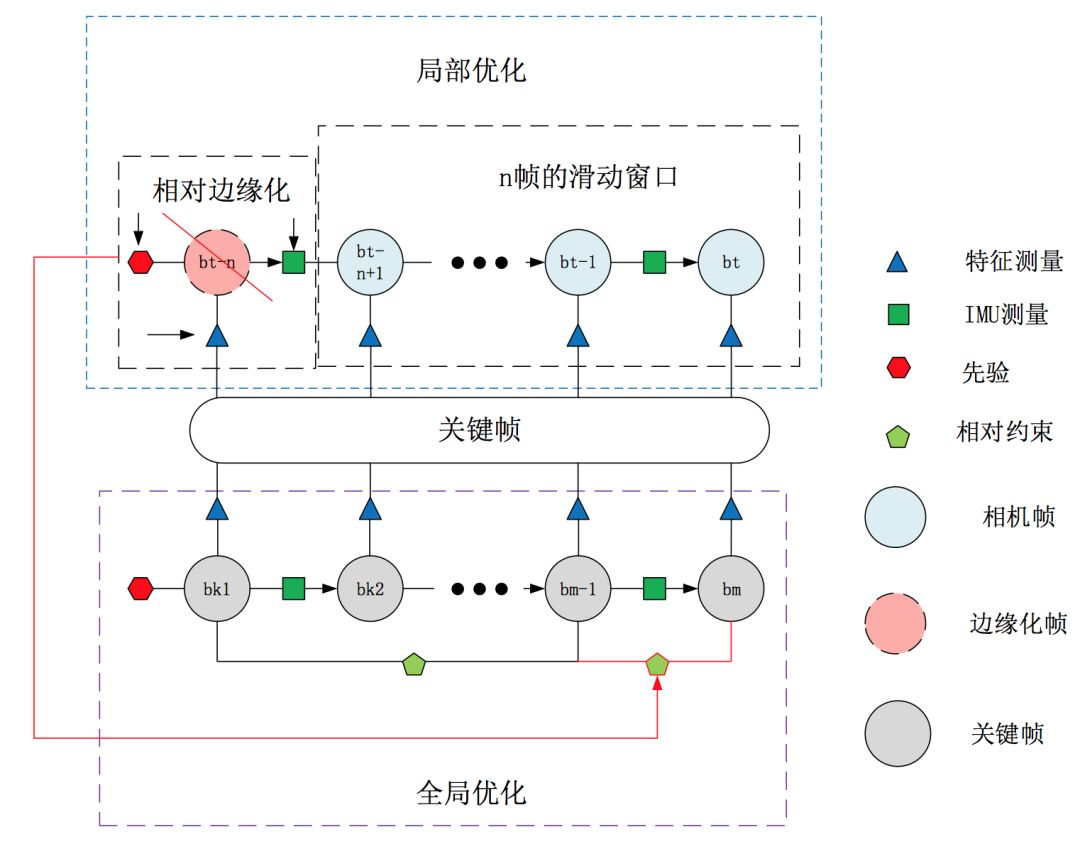 局部优化
相对边缘化
n帧的滑动窗口
bt-n
bt-
n+1
bt-1
bt
关键帧
bk1
bk2
bm-1
bm
全局优化
特征测量
IMU测量
先验
相对约束
相机帧
边缘化帧
关键帧